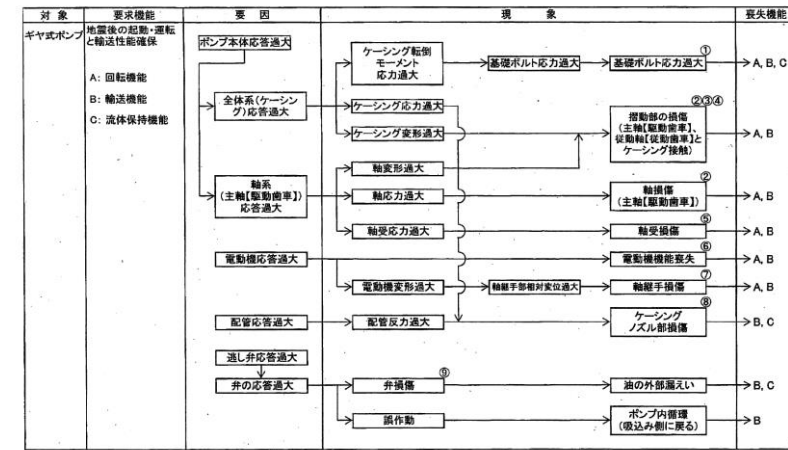 対 象
要求機能
要 因
現 象
喪失機能
ギヤ式ポンプ
地震後の起動・運転
と輸送性能確保
A: 回転機能
B: 輸送機能
C: 流体保持機能
ポンプ本体応答過大
ケーシング転倒
モーメント
応力過大
基礎ボルト応力過大
①
基礎ボルト応力過大
A, B, C
全体系(ケーシン
グ)応答過大
ケーシング応力過大
ケーシング変形過大
②③④
摺動部の損傷
(主軸【駆動歯車】、
従動軸【従動歯車】と
ケーシング接触)
A, B
軸系
(主軸【駆動歯車】)
応答過大
軸変形過大
軸応力過大
②
軸損傷
(主軸【駆動歯車】)
A, B
軸受応力過大
⑤
軸受損傷
A, B
電動機応答過大
⑥
電動機機能喪失
A, B
電動機変形過大
軸継手部相対変位過大
⑦
軸継手損傷
A, B
配管応答過大
配管反力過大
⑧
ケーシング
ノズル部損傷
B, C
逃し弁応答過大
弁の応答過大
⑨
弁損傷
油の外部漏えい
B, C
誤作動
ポンプ内循環
(吸込み側に戻る)
B